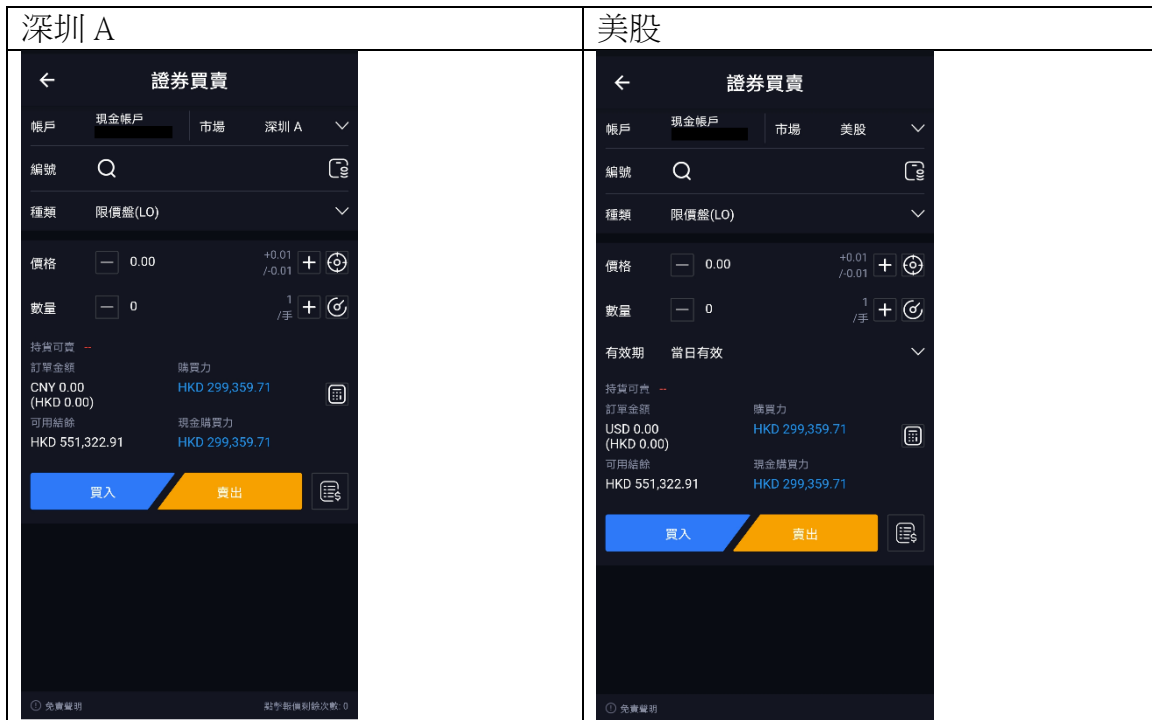 深圳 A
證券買賣
帳戶 現金帳戶 市場 深圳 A
編號
種類 限價盤(LO)
價格 0.00 +0.01
/-0.01
數量 0 1
/手
持貨可賣 --
訂單金額 購買力
CNY 0.00 HKD 299,359.71
(HKD 0.00)
可用結餘 現金購買力
HKD 551,322.91 HKD 299,359.71
買入 賣出
免責聲明 點擊報價剩餘次數: 0
美股
證券買賣
帳戶 現金帳戶 市場 美股
編號
種類 限價盤(LO)
價格 0.00 +0.01
/-0.01
數量 0 1
/手
有效期 當日有效
持貨可賣 --
訂單金額 購買力
USD 0.00 HKD 299,359.71
(HKD 0.00)
可用結餘 現金購買力
HKD 551,322.91 HKD 299,359.71
買入 賣出
免責聲明